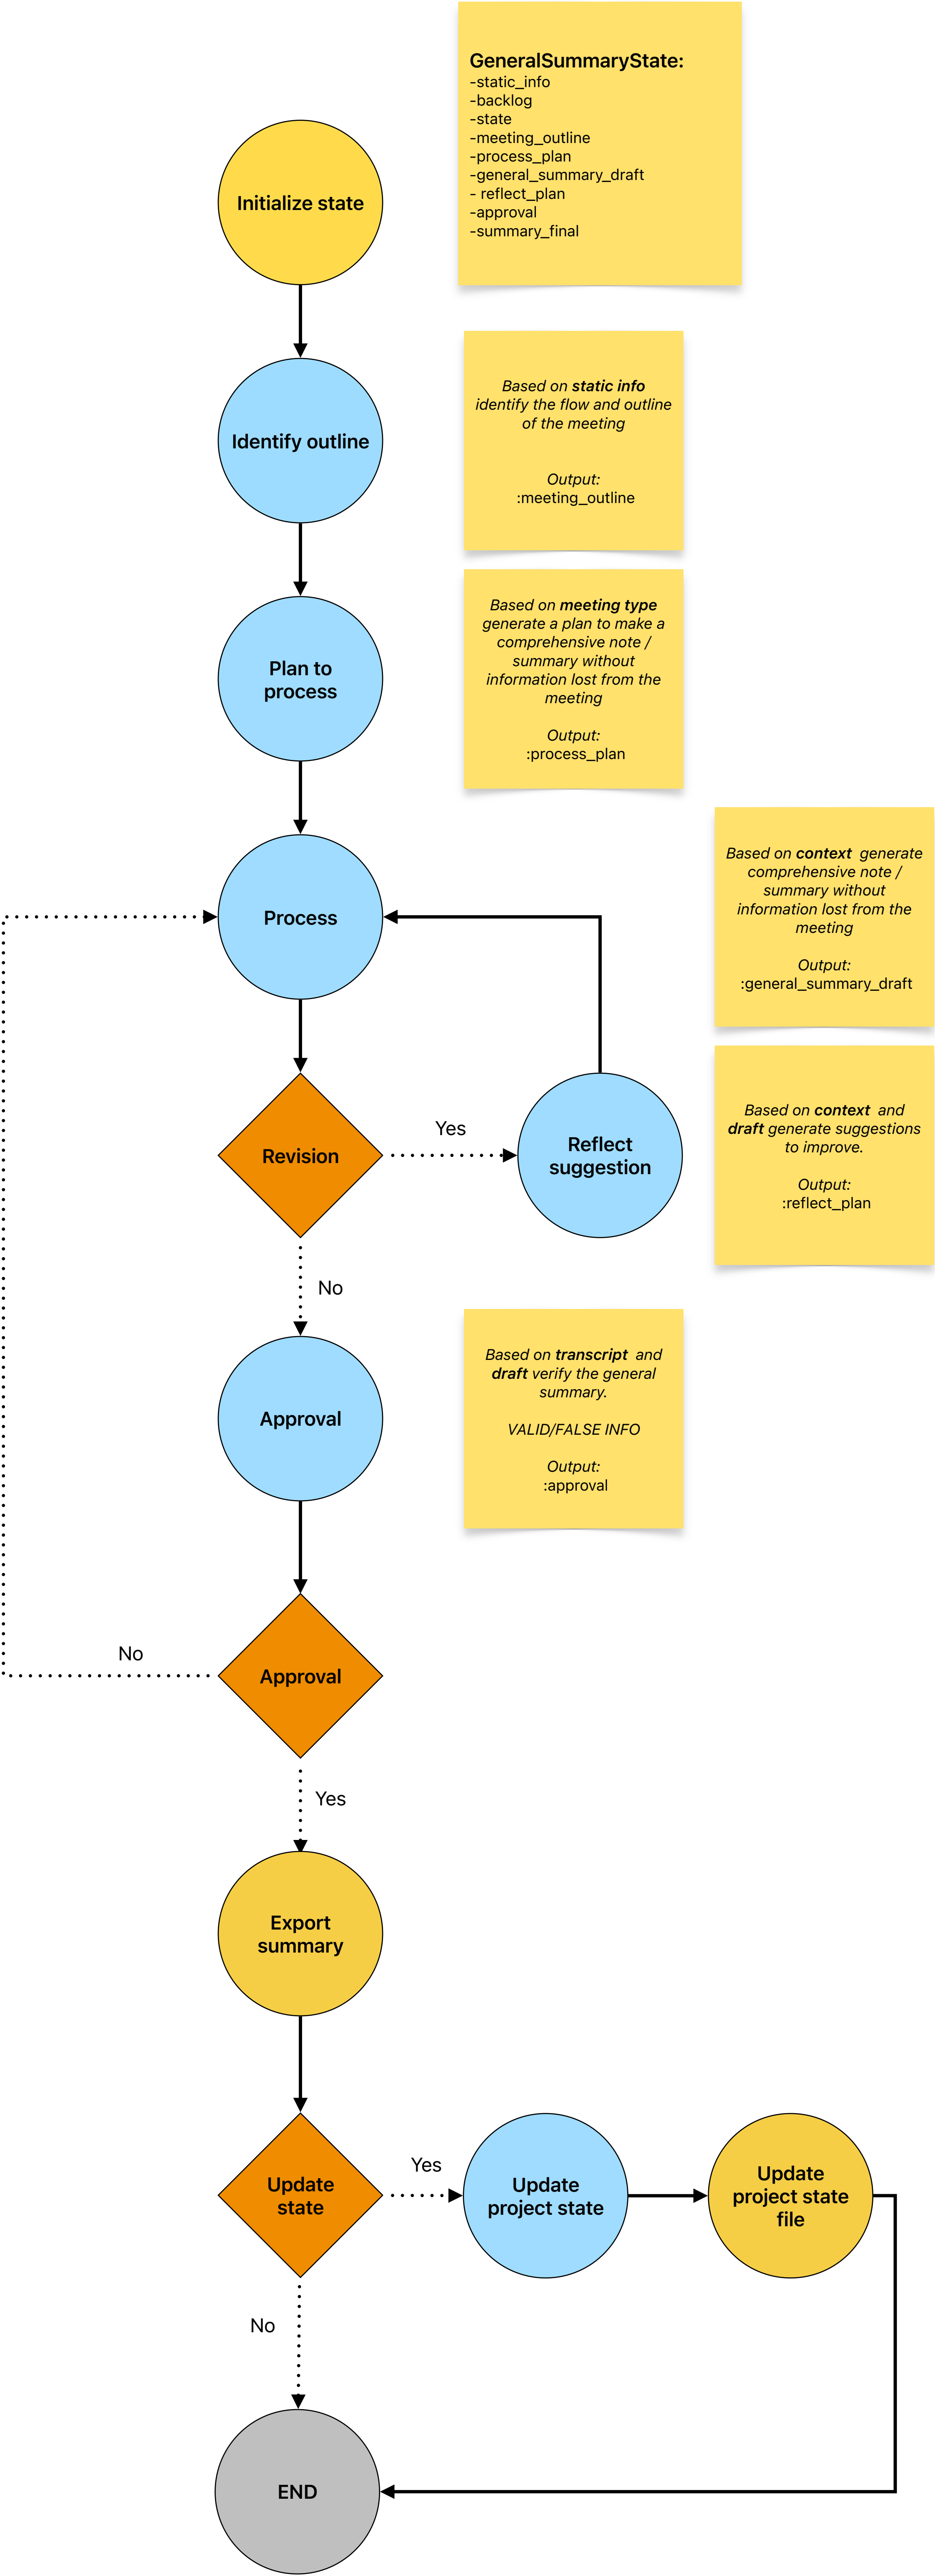 GeneralSummaryState:
-static_info
-backlog
-state
-meeting_outline
-process_plan
-general_summary_draft
- reflect_plan
-approval
-summary_final
Initialize state
Based on static info
identify the flow and outline
of the meeting
Output:
:meeting_outline
Identify outline
Based on meeting type
generate a plan to make a
comprehensive note /
summary without
information lost from the
meeting
Output:
:process_plan
Plan to
process
Based on context generate
comprehensive note /
summary without
information lost from the
meeting
Output:
:general_summary_draft
Process
Based on context and
draft generate suggestions
to improve.
Output:
:reflect_plan
Revision
Yes
Reflect
suggestion
No
Based on transcript and
draft verify the general
summary.
VALID/FALSE INFO
Output:
:approval
Approval
No
Approval
Yes
Export
summary
Update
state
Yes
Update
project state
Update
project state
file
No
END